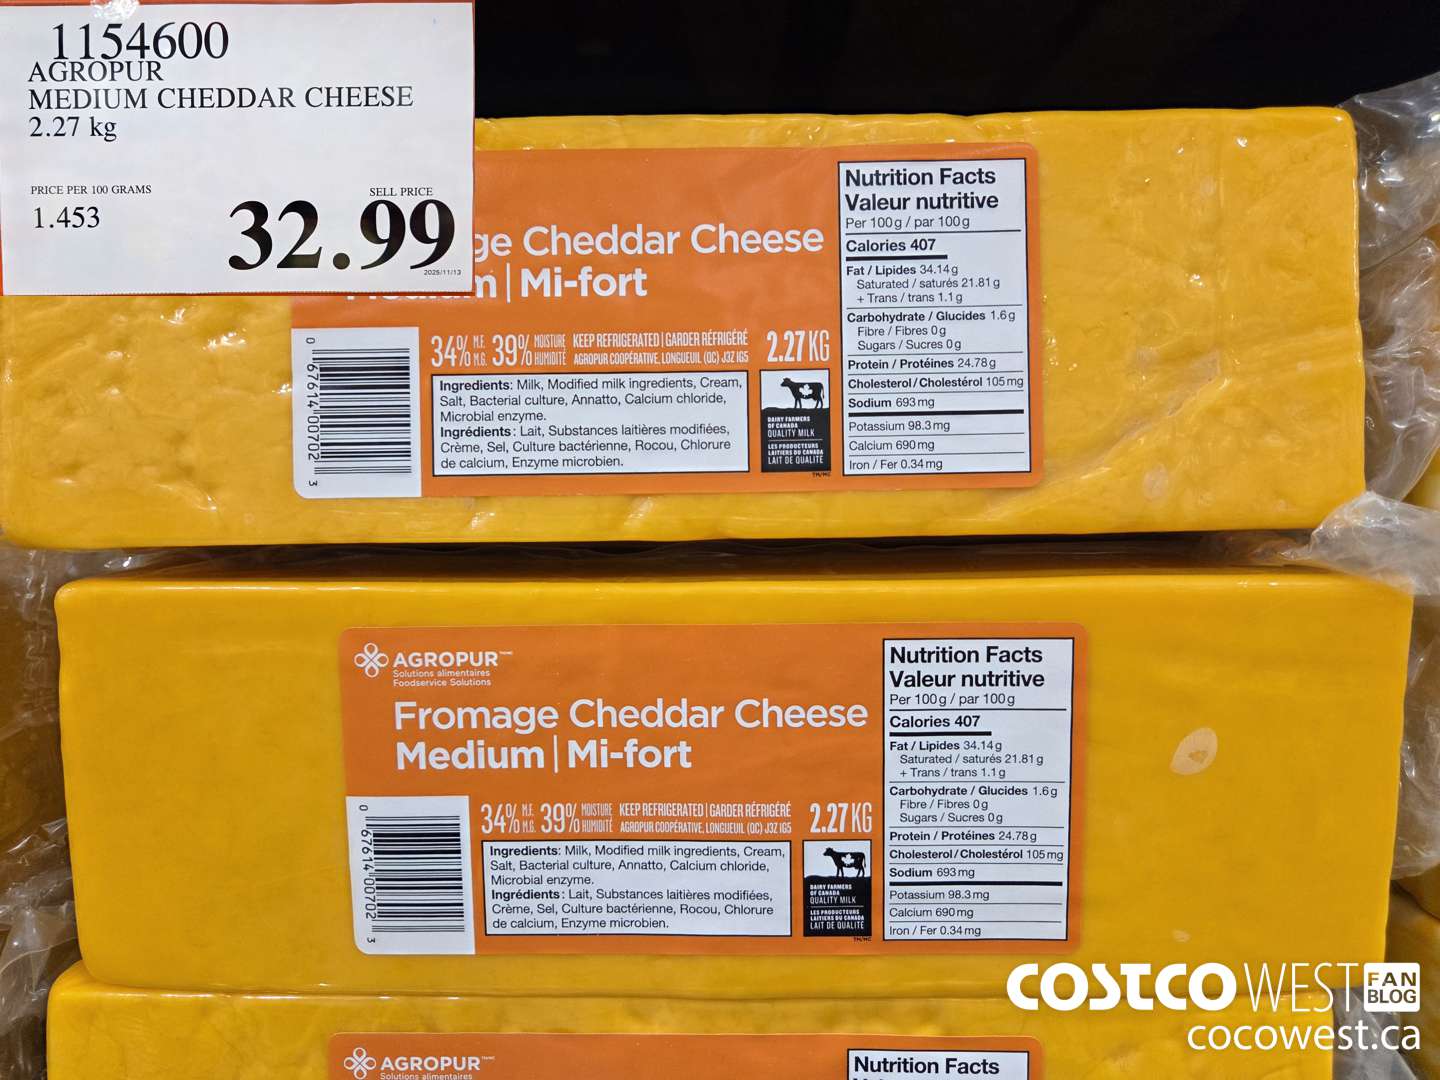 1154600
AGROPUR
MEDIUM CHEDDAR CHEESE
2.27 kg
PRICE PER 100 GRAMS
1.453
SELL PRICE
32.99
2025/11/13
ge Cheddar Cheese
Medium | Mi-fort
34% M.F. M.G. 39% MOISTURE HUMIDITÉ KEEP REFRIGERATED | GARDER RÉFRIGÉRÉ
AGROPUR COOPÉRATIVE, LONGUEUIL (QC) J3Z 1G5
2.27 KG
Ingredients: Milk, Modified milk ingredients, Cream,
Salt, Bacterial culture, Annatto, Calcium chloride,
Microbial enzyme.
Ingrédients: Lait, Substances laitières modifiées,
Crème, Sel, Culture bactérienne, Rocou, Chlorure
de calcium, Enzyme microbien.
0 67614 00702 3
DAIRY FARMERS
OF CANADA
QUALITY MILK
LES PRODUCTEURS
LAITIERS DU CANADA
LAIT DE QUALITÉ
TM/MC
Nutrition Facts
Valeur nutritive
Per 100 g / par 100 g
Calories 407
Fat / Lipides 34.14 g
Saturated / saturés 21.81 g
+ Trans / trans 1.1 g
Carbohydrate / Glucides 1.6 g
Fibre / Fibres 0 g
Sugars / Sucres 0 g
Protein / Protéines 24.78 g
Cholesterol / Cholestérol 105 mg
Sodium 693 mg
Potassium 98.3 mg
Calcium 690 mg
Iron / Fer 0.34 mg
AGROPUR TM/MC
Solutions alimentaires
Foodservice Solutions
Fromage Cheddar Cheese
Medium | Mi-fort
34% M.F. M.G. 39% MOISTURE HUMIDITÉ KEEP REFRIGERATED | GARDER RÉFRIGÉRÉ
AGROPUR COOPÉRATIVE, LONGUEUIL (QC) J3Z 1G5
2.27 KG
Ingredients: Milk, Modified milk ingredients, Cream,
Salt, Bacterial culture, Annatto, Calcium chloride,
Microbial enzyme.
Ingrédients: Lait, Substances laitières modifiées,
Crème, Sel, Culture bactérienne, Rocou, Chlorure
de calcium, Enzyme microbien.
0 67614 00702 3
DAIRY FARMERS
OF CANADA
QUALITY MILK
LES PRODUCTEURS
LAITIERS DU CANADA
LAIT DE QUALITÉ
TM/MC
Nutrition Facts
Valeur nutritive
Per 100 g / par 100 g
Calories 407
Fat / Lipides 34.14 g
Saturated / saturés 21.81 g
+ Trans / trans 1.1 g
Carbohydrate / Glucides 1.6 g
Fibre / Fibres 0 g
Sugars / Sucres 0 g
Protein / Protéines 24.78 g
Cholesterol / Cholestérol 105 mg
Sodium 693 mg
Potassium 98.3 mg
Calcium 690 mg
Iron / Fer 0.34 mg
AGROPUR TM/MC
Solutions alimentaires
Nutrition Facts
COSTCO WEST FAN BLOG
cocowest.ca